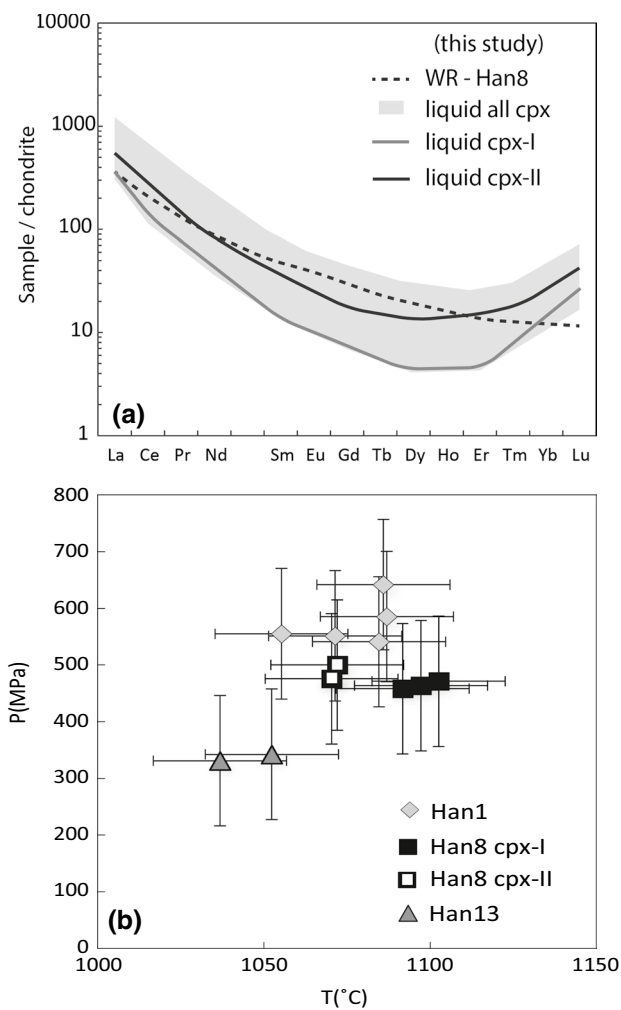 10000
1000
100
10
1
Sample / chondrite
(this study)
WR - Han8
liquid all cpx
liquid cpx-I
liquid cpx-II
(a)
La Ce Pr Nd Sm Eu Gd Tb Dy Ho Er Tm Yb Lu
800
700
600
500
400
300
200
100
0
P(MPa)
Han1
Han8 cpx-I
Han8 cpx-II
Han13
(b)
1000 1050 1100 1150
T(˚C)